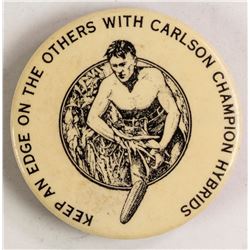 KEEP AN EDGE ON THE OTHERS WITH CARLSON CHAMPION HYBRIDS